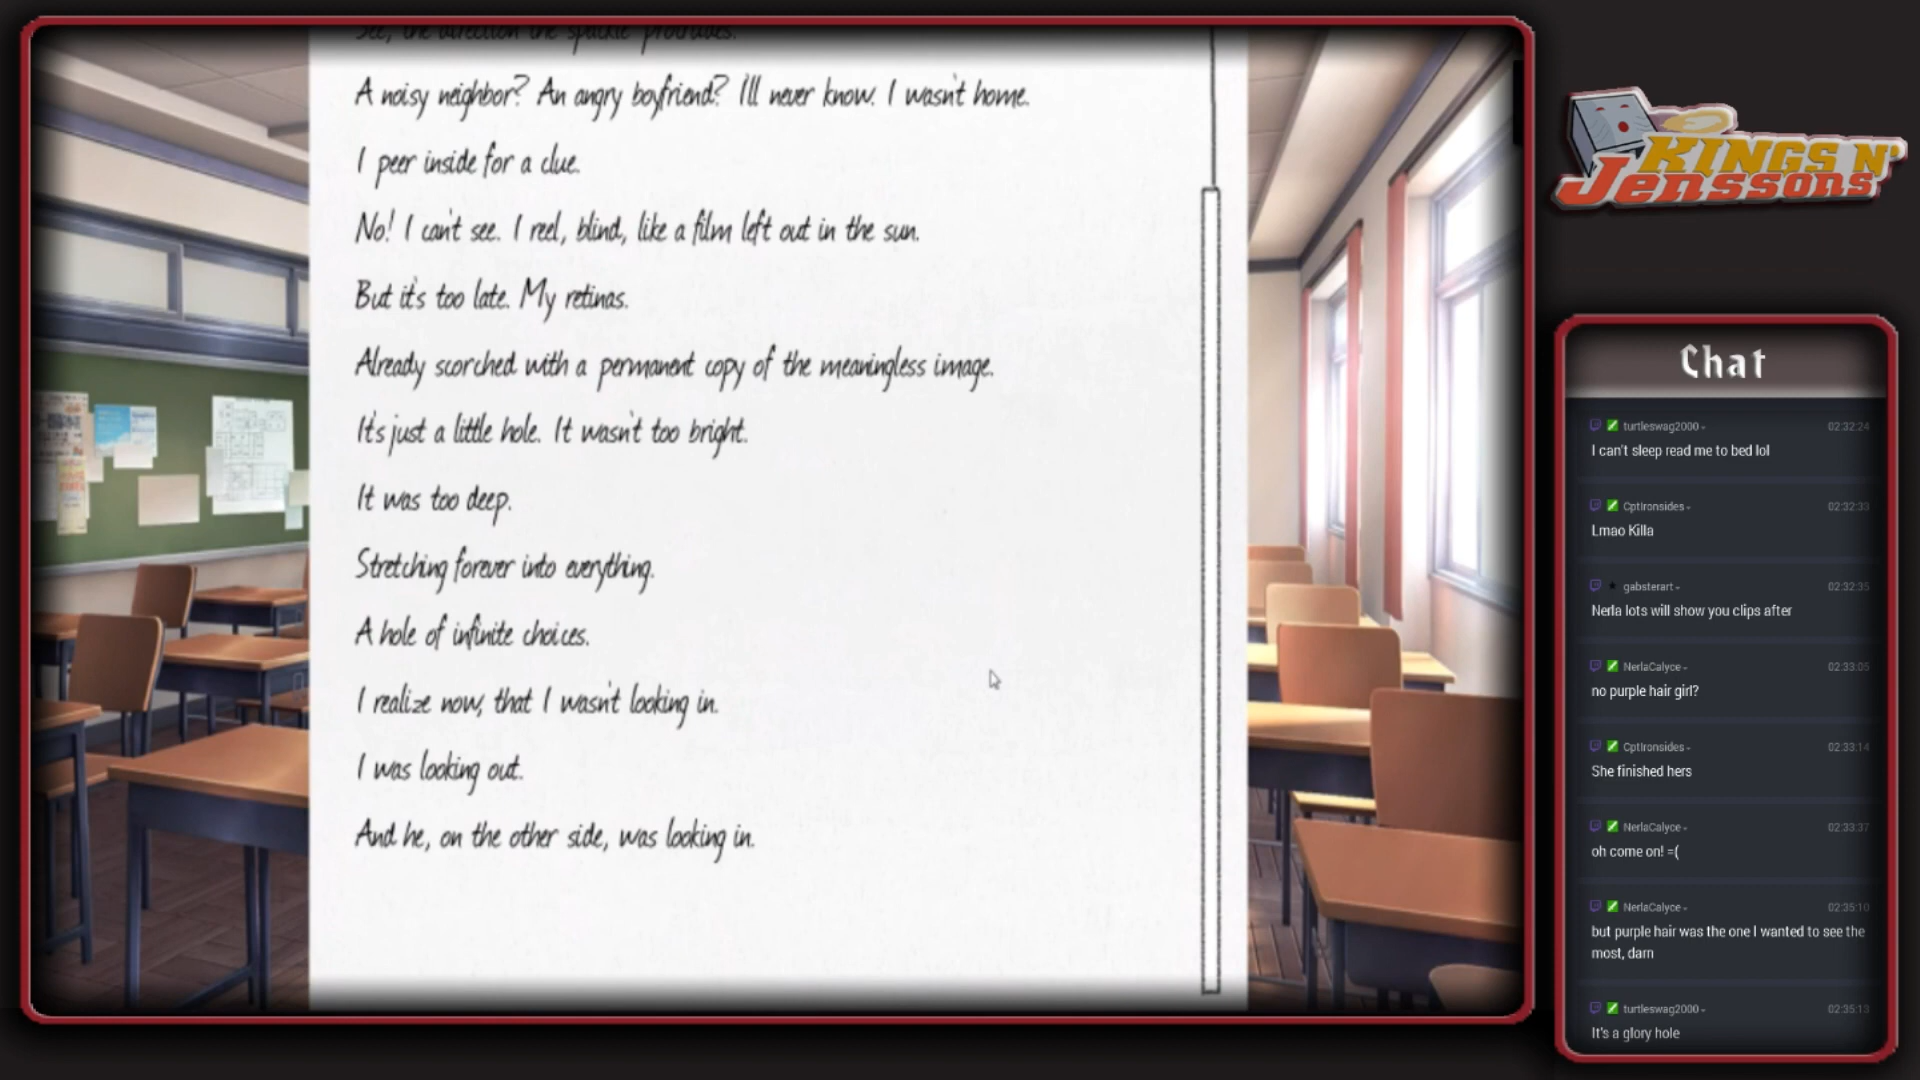 See, the direction the spackle protrudes.
A noisy neighbor? An angry boyfriend? I'll never know. I wasn't home.
I peer inside for a clue.
No! I can't see. I reel, blind, like a film left out in the sun.
But it's too late. My retinas.
Already scorched with a permanent copy of the meaningless image.
It's just a little hole. It wasn't too bright.
It was too deep.
Stretching forever into everything.
A hole of infinite choices.
I realize now, that I wasn't looking in.
I was looking out.
And he, on the other side, was looking in.
KINGS N'
Jenssons
Chat
turtleswag2000 02:32:24
I can't sleep read me to bed lol
CptIronsides 02:32:33
Lmao Killa
gabsterart 02:32:35
Nerla lots will show you clips after
NerlaCalyce 02:33:05
no purple hair girl?
CptIronsides 02:33:14
She finished hers
NerlaCalyce 02:33:37
oh come on! =(
NerlaCalyce 02:35:10
but purple hair was the one I wanted to see the
most, darn
turtleswag2000 02:35:13
It's a glory hole